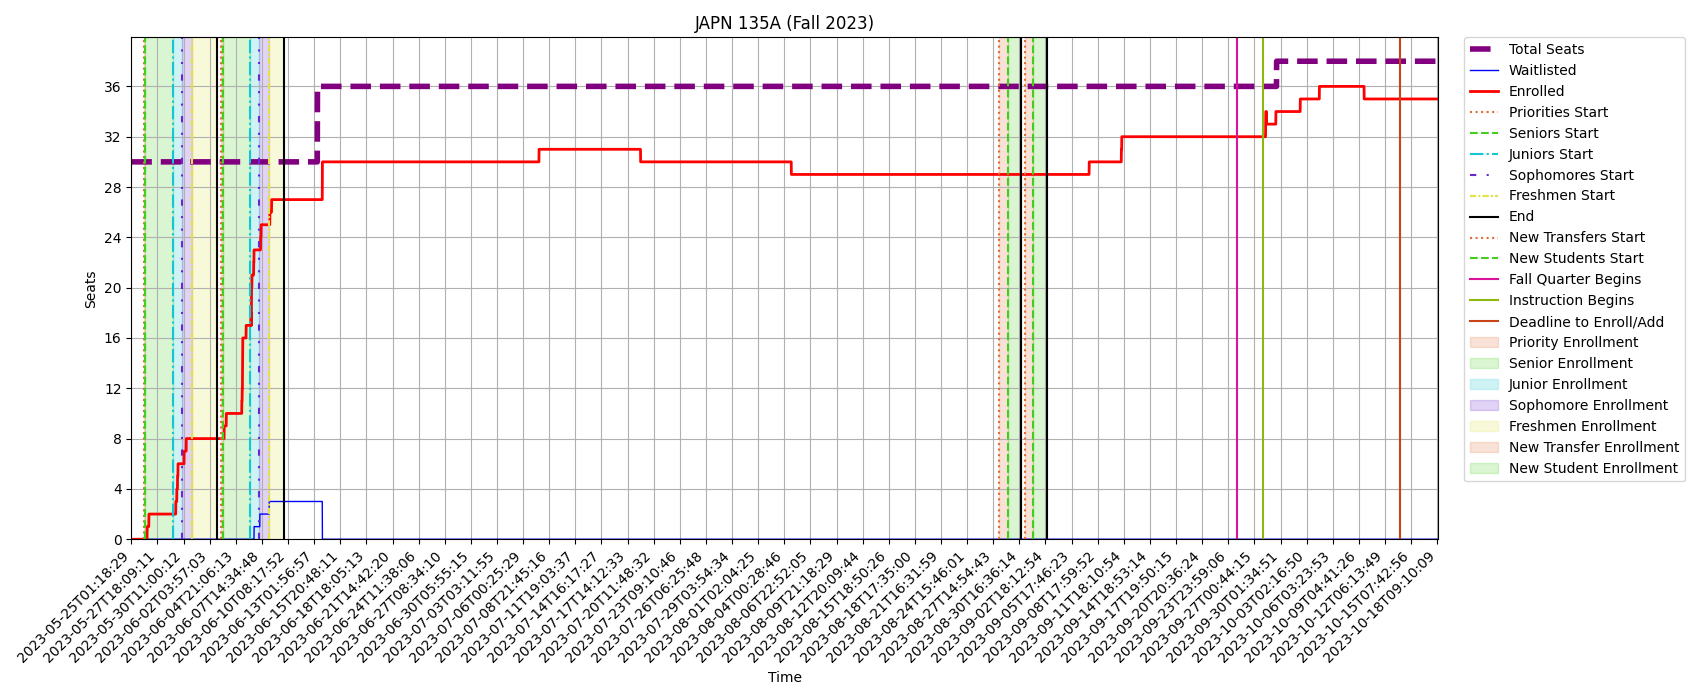 JAPN 135A (Fall 2023)
Seats
36
32
28
24
20
16
12
8
4
0
2023-05-25T01:18:29
2023-05-27T18:09:11
2023-05-30T11:00:12
2023-06-02T03:57:03
2023-06-04T21:06:13
2023-06-07T14:34:48
2023-06-10T08:17:52
2023-06-13T01:56:57
2023-06-15T20:48:11
2023-06-18T18:05:13
2023-06-21T14:42:20
2023-06-24T11:38:06
2023-06-27T08:34:10
2023-06-30T05:55:15
2023-07-03T03:11:55
2023-07-06T00:25:29
2023-07-08T21:45:16
2023-07-11T19:03:37
2023-07-14T16:17:27
2023-07-17T14:12:33
2023-07-20T11:48:32
2023-07-23T09:10:46
2023-07-26T06:25:48
2023-07-29T03:54:34
2023-08-01T02:04:25
2023-08-04T00:28:46
2023-08-06T22:52:05
2023-08-09T21:18:29
2023-08-12T20:09:44
2023-08-15T18:50:26
2023-08-18T17:35:00
2023-08-21T16:31:59
2023-08-24T15:46:01
2023-08-27T14:54:43
2023-08-30T16:36:14
2023-09-02T18:12:54
2023-09-05T17:46:23
2023-09-08T17:59:52
2023-09-11T18:10:54
2023-09-14T18:53:14
2023-09-17T19:50:15
2023-09-20T20:36:24
2023-09-23T23:59:06
2023-09-27T00:44:15
2023-09-30T01:34:51
2023-10-03T02:16:50
2023-10-06T03:23:53
2023-10-09T04:41:26
2023-10-12T06:13:49
2023-10-15T07:42:56
2023-10-18T09:10:09
Time
Total Seats
Waitlisted
Enrolled
Priorities Start
Seniors Start
Juniors Start
Sophomores Start
Freshmen Start
End
New Transfers Start
New Students Start
Fall Quarter Begins
Instruction Begins
Deadline to Enroll/Add
Priority Enrollment
Senior Enrollment
Junior Enrollment
Sophomore Enrollment
Freshmen Enrollment
New Transfer Enrollment
New Student Enrollment